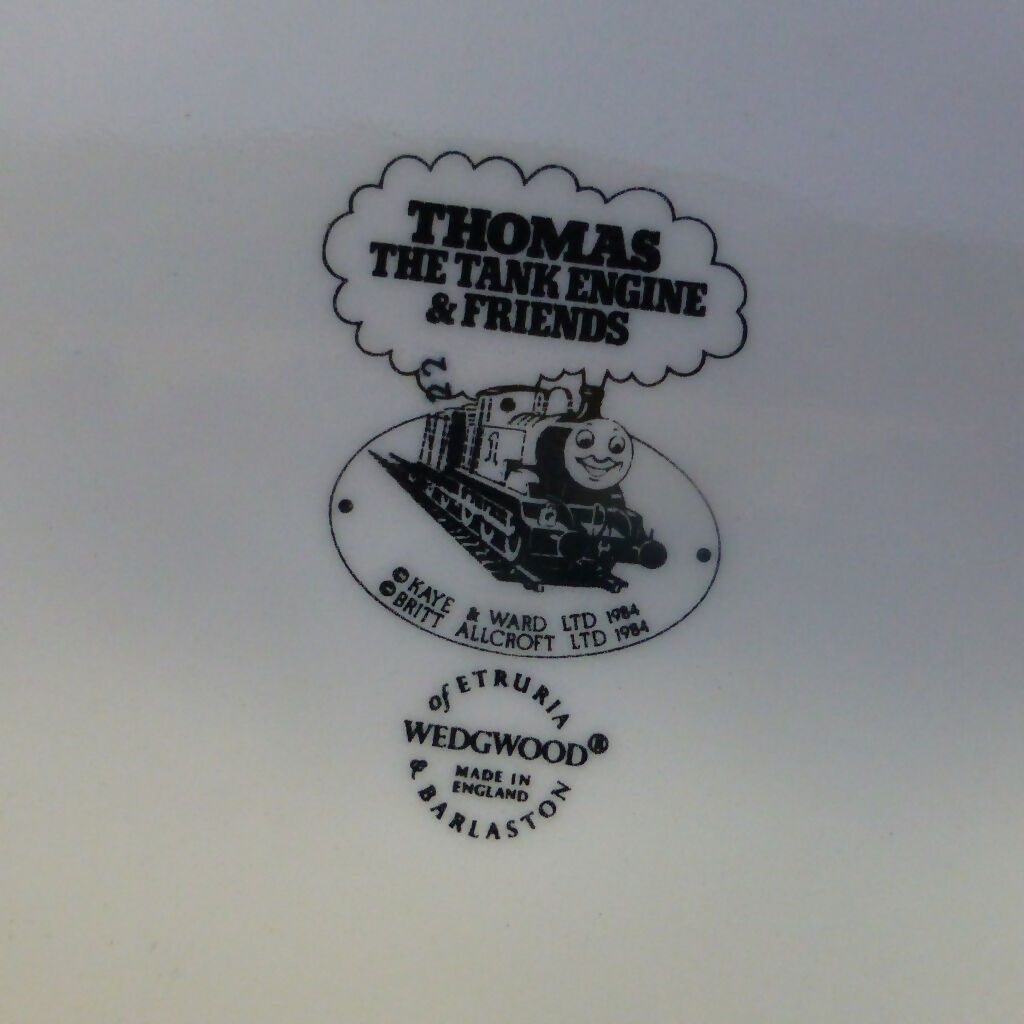 THOMAS
THE TANK ENGINE
& FRIENDS
22
© KAYE & WARD LTD 1984
© BRITT ALLCROFT LTD 1984
of ETRURIA
WEDGWOOD®
MADE IN
ENGLAND
& BARLASTON